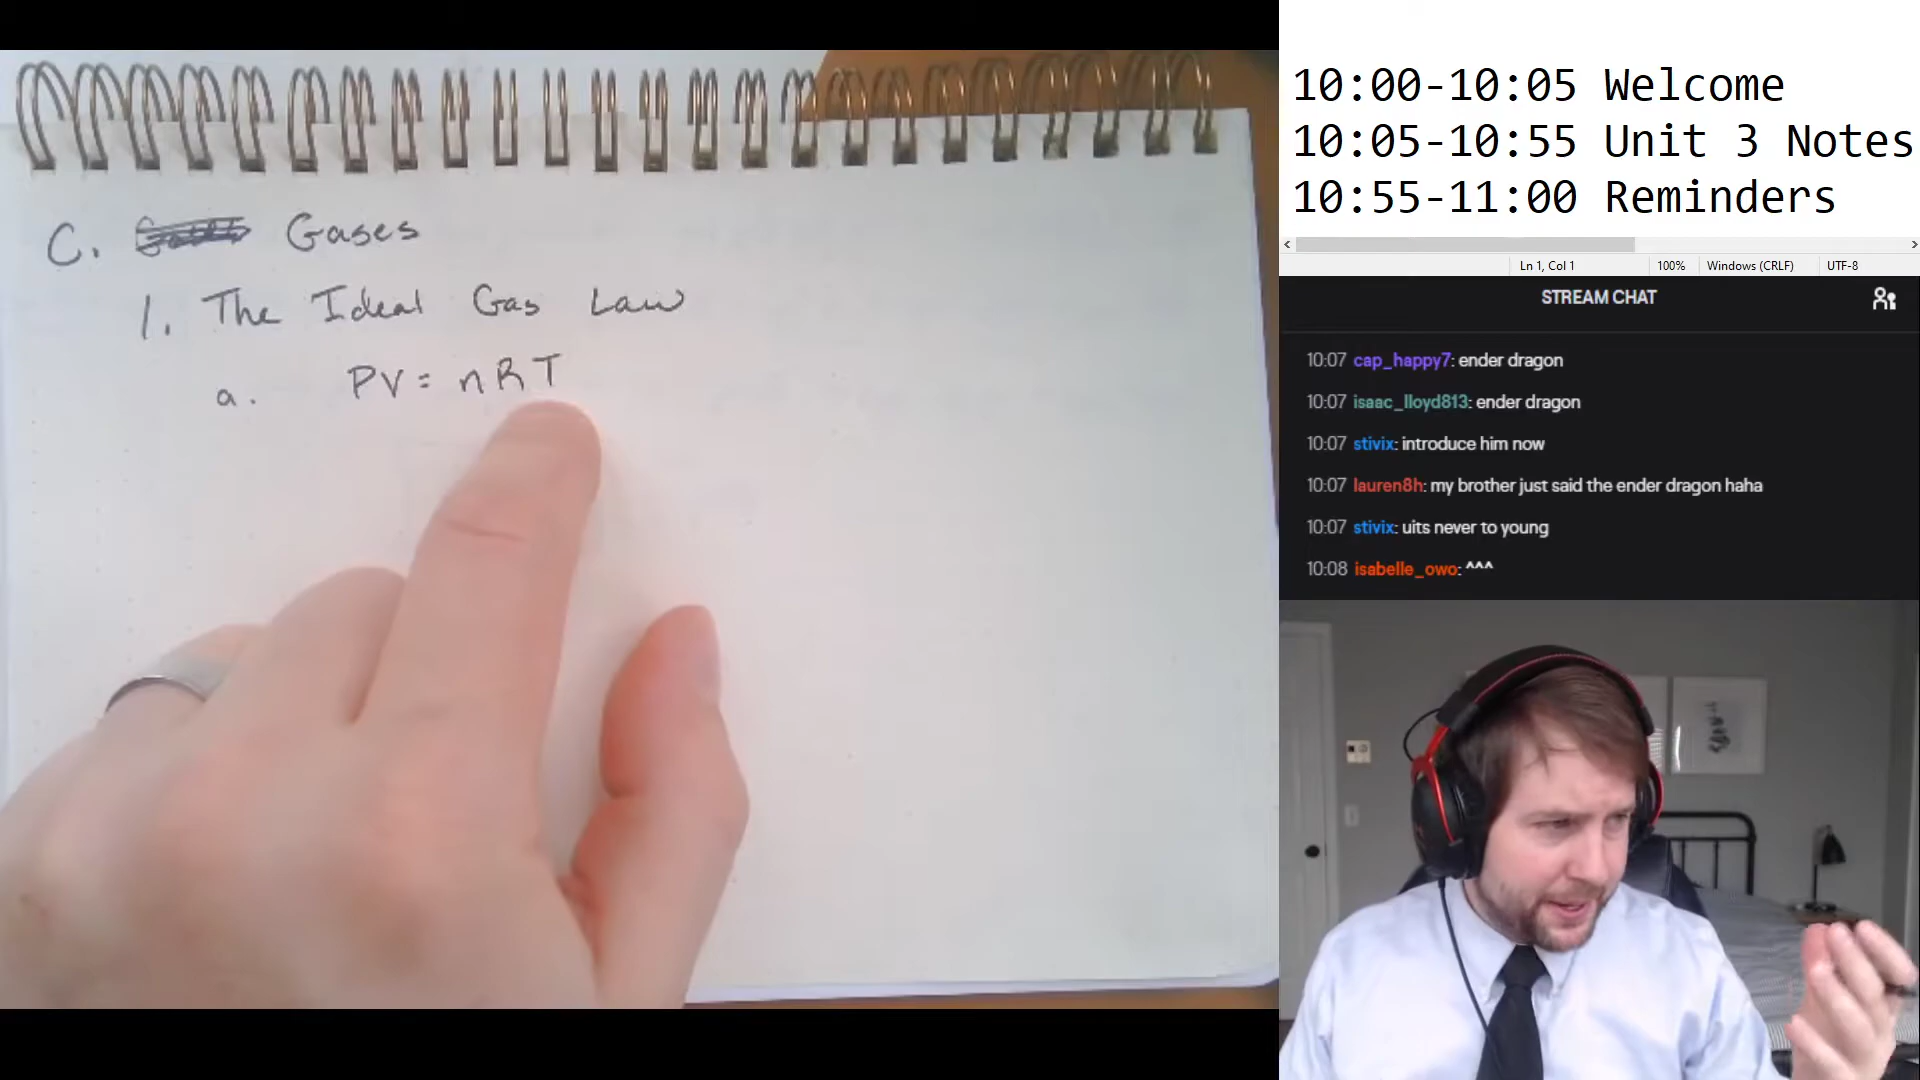 C. Gases
1. The Ideal Gas Law
a. PV = nRT
10:00-10:05 Welcome
10:05-10:55 Unit 3 Notes
10:55-11:00 Reminders
Ln 1, Col 1 100% Windows (CRLF) UTF-8
STREAM CHAT
10:07 cap_happy7: ender dragon
10:07 isaac_lloyd813: ender dragon
10:07 stivix: introduce him now
10:07 lauren8h: my brother just said the ender dragon haha
10:07 stivix: uits never to young
10:08 isabelle_owo: ^^^